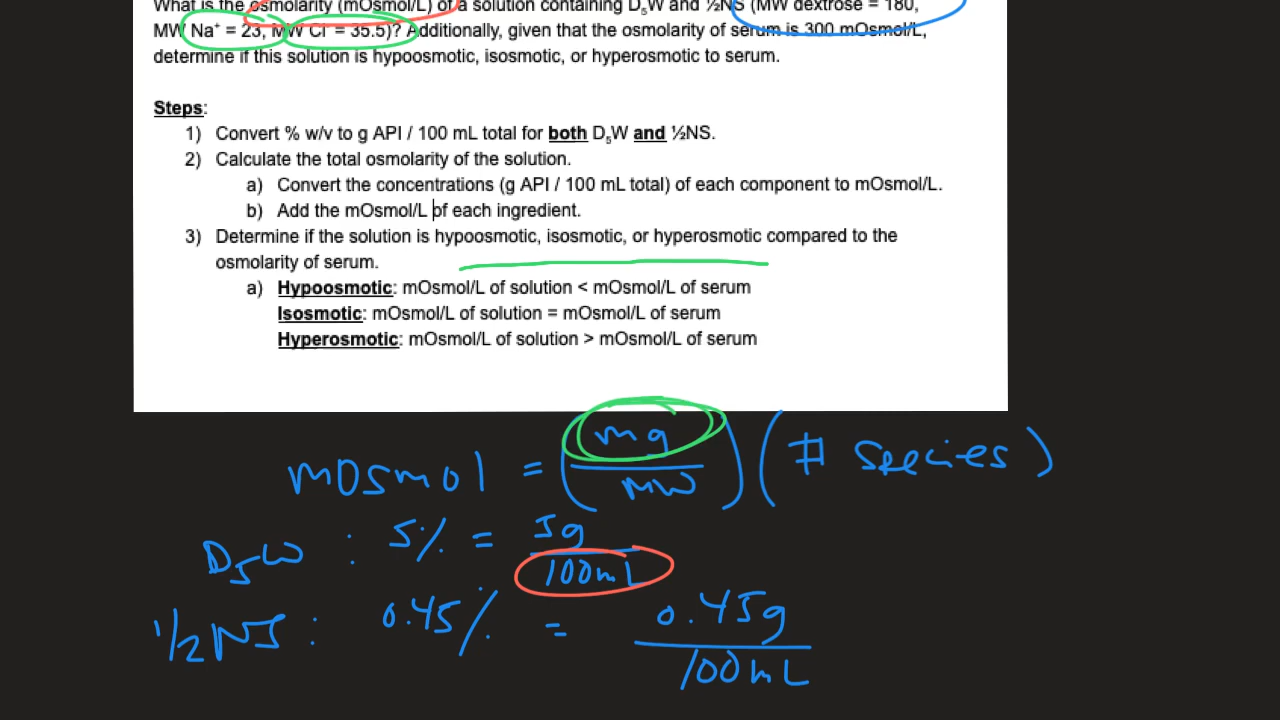 What is the osmolarity (mOsmol/L) of a solution containing D₅W and ½NS (MW dextrose = 180,
MW Na⁺ = 23, MW Cl⁻ = 35.5)? Additionally, given that the osmolarity of serum is 300 mOsmol/L,
determine if this solution is hypoosmotic, isosmotic, or hyperosmotic to serum.
Steps:
1) Convert % w/v to g API / 100 mL total for both D₅W and ½NS.
2) Calculate the total osmolarity of the solution.
a) Convert the concentrations (g API / 100 mL total) of each component to mOsmol/L.
b) Add the mOsmol/L of each ingredient.
3) Determine if the solution is hypoosmotic, isosmotic, or hyperosmotic compared to the
osmolarity of serum.
a) Hypoosmotic: mOsmol/L of solution < mOsmol/L of serum
Isosmotic: mOsmol/L of solution = mOsmol/L of serum
Hyperosmotic: mOsmol/L of solution > mOsmol/L of serum
mOsmol = (mg / MW) (# species)
D₅W : 5% = 5g / 100mL
1/2 NS : 0.45% = 0.45g / 100mL